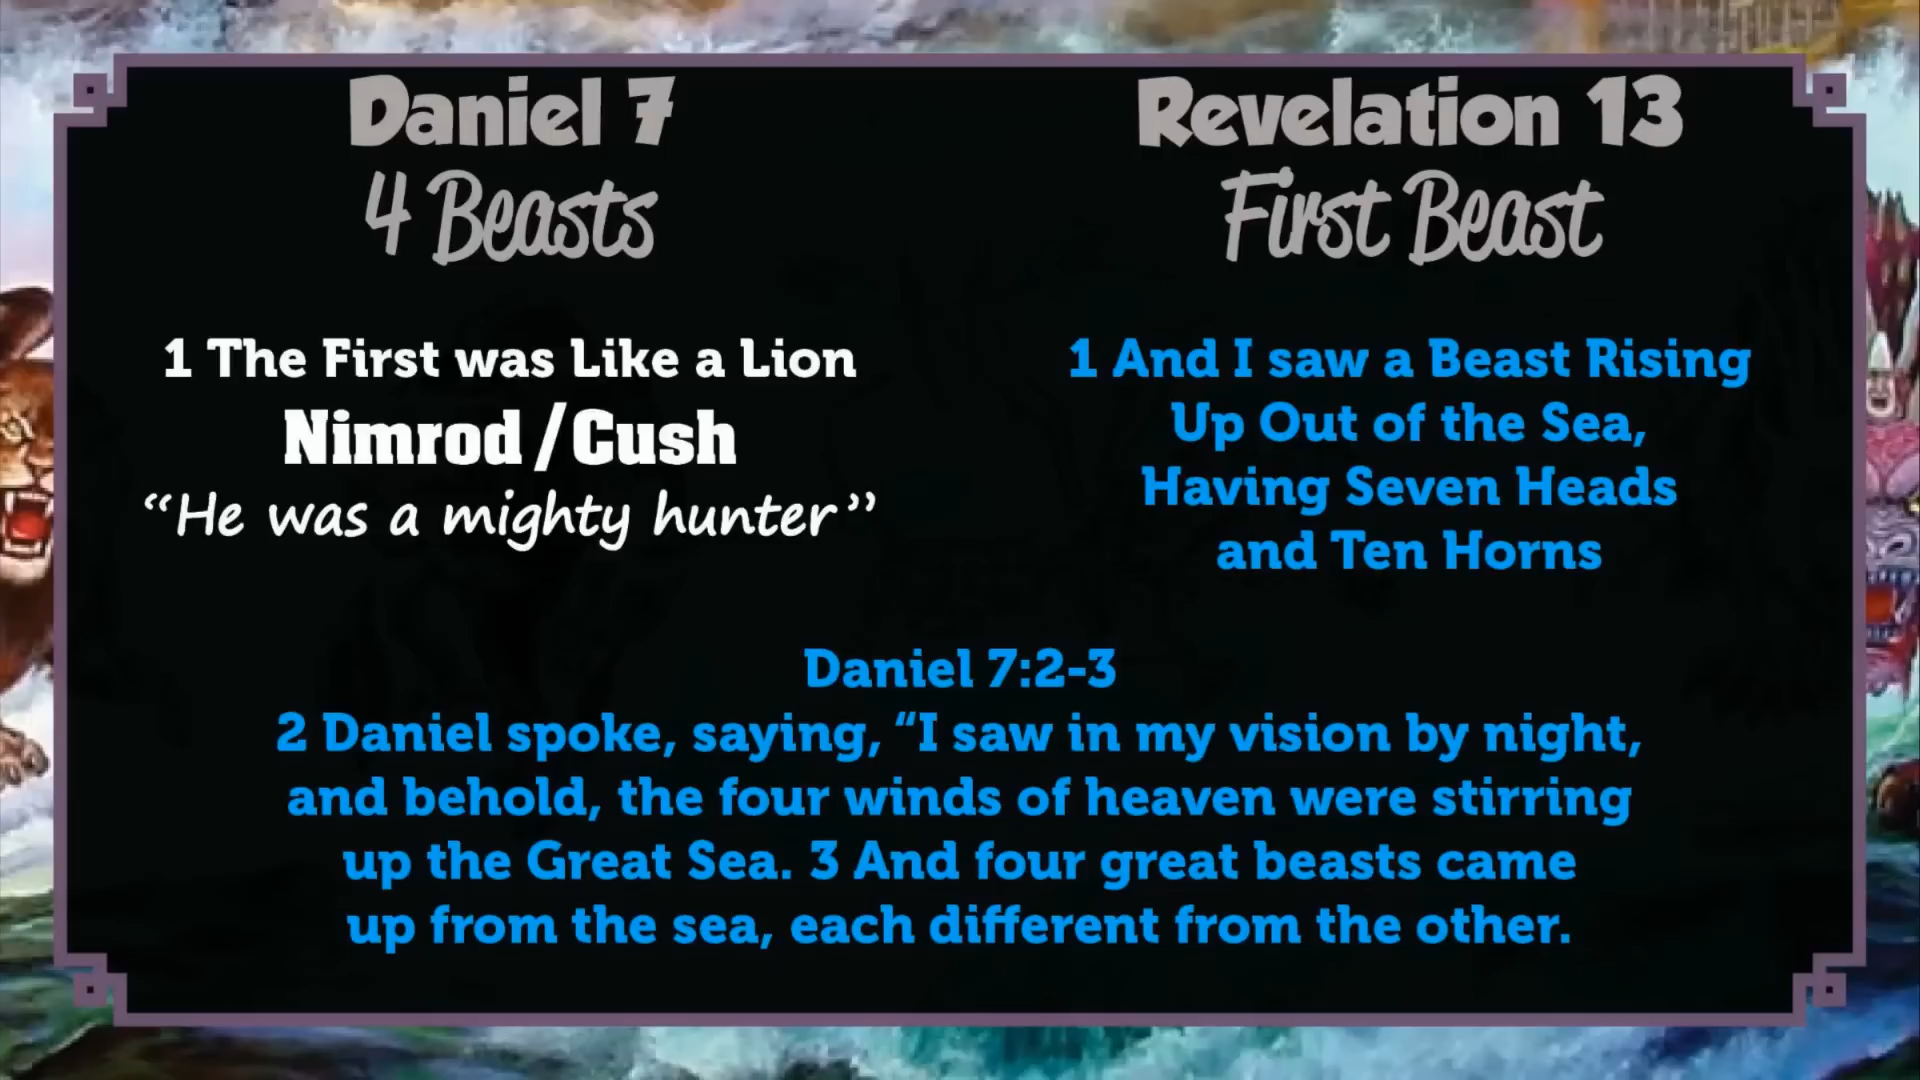 Daniel 7
4 Beasts
1 The First was Like a Lion
Nimrod/Cush
“He was a mighty hunter”
Revelation 13
First Beast
1 And I saw a Beast Rising
Up Out of the Sea,
Having Seven Heads
and Ten Horns
Daniel 7:2-3
2 Daniel spoke, saying, “I saw in my vision by night,
and behold, the four winds of heaven were stirring
up the Great Sea. 3 And four great beasts came
up from the sea, each different from the other.